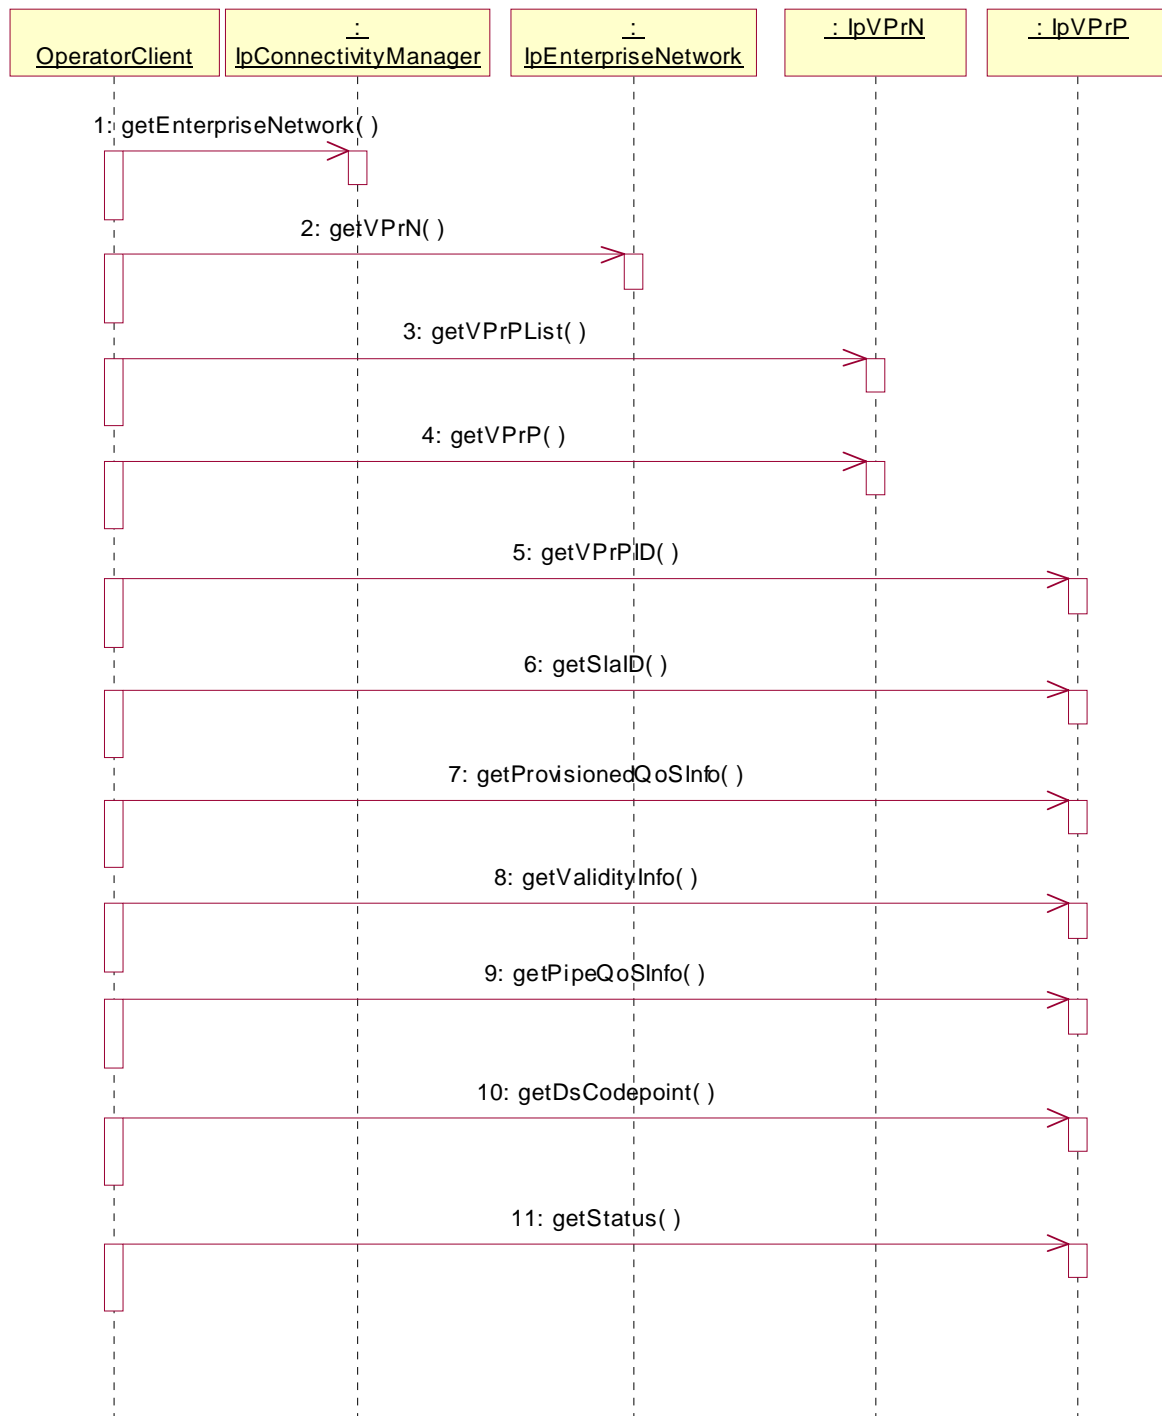 OperatorClient
:
IpConnectivityManager
:
IpEnterpriseNetwork
: IpVPrN
: IpVPrP
1: getEnterpriseNetwork( )
2: getVPrN( )
3: getVPrPList( )
4: getVPrP( )
5: getVPrPID( )
6: getSlaID( )
7: getProvisionedQoSInfo( )
8: getValidityInfo( )
9: getPipeQoSInfo( )
10: getDsCodepoint( )
11: getStatus( )